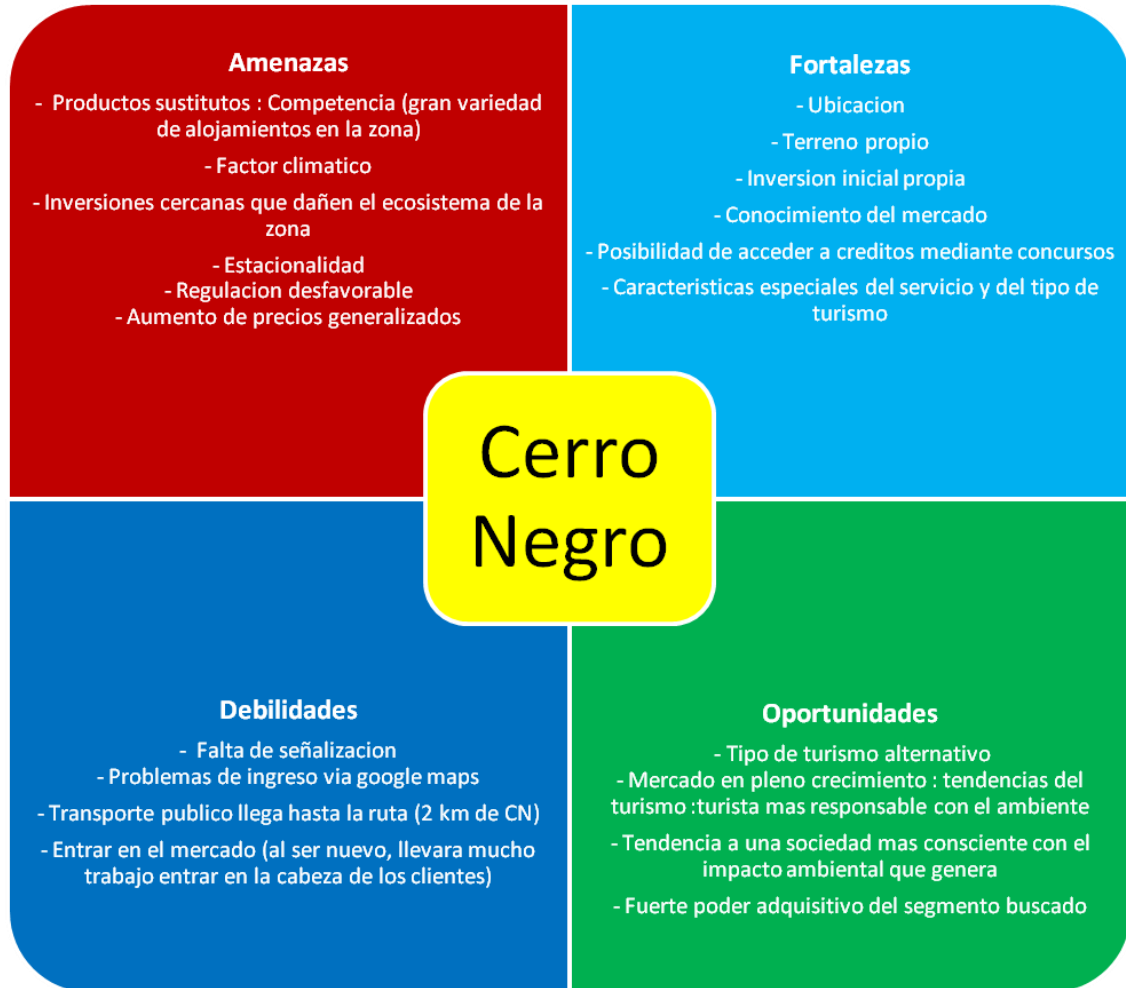 Amenazas
- Productos sustitutos : Competencia (gran variedad
de alojamientos en la zona)
- Factor climatico
- Inversiones cercanas que dañen el ecosistema de la
zona
- Estacionalidad
- Regulacion desfavorable
- Aumento de precios generalizados
Fortalezas
- Ubicacion
- Terreno propio
- Inversion inicial propia
- Conocimiento del mercado
- Posibilidad de acceder a creditos mediante concursos
- Caracteristicas especiales del servicio y del tipo de
turismo
Cerro
Negro
Debilidades
- Falta de señalizacion
- Problemas de ingreso via google maps
- Transporte publico llega hasta la ruta (2 km de CN)
- Entrar en el mercado (al ser nuevo, llevara mucho
trabajo entrar en la cabeza de los clientes)
Oportunidades
- Tipo de turismo alternativo
- Mercado en pleno crecimiento : tendencias del
turismo :turista mas responsable con el ambiente
- Tendencia a una sociedad mas consciente con el
impacto ambiental que genera
- Fuerte poder adquisitivo del segmento buscado